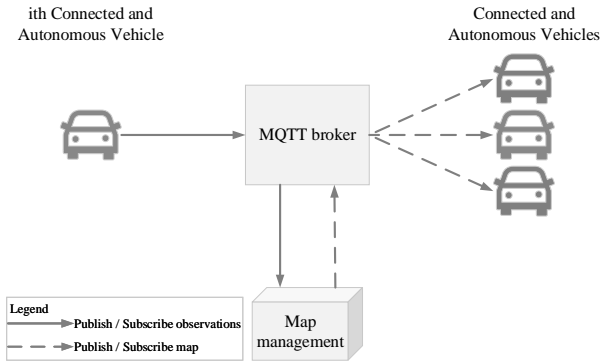 ith Connected and
Autonomous Vehicle
Connected and
Autonomous Vehicles
MQTT broker
Map
management
Legend
Publish / Subscribe observations
Publish / Subscribe map